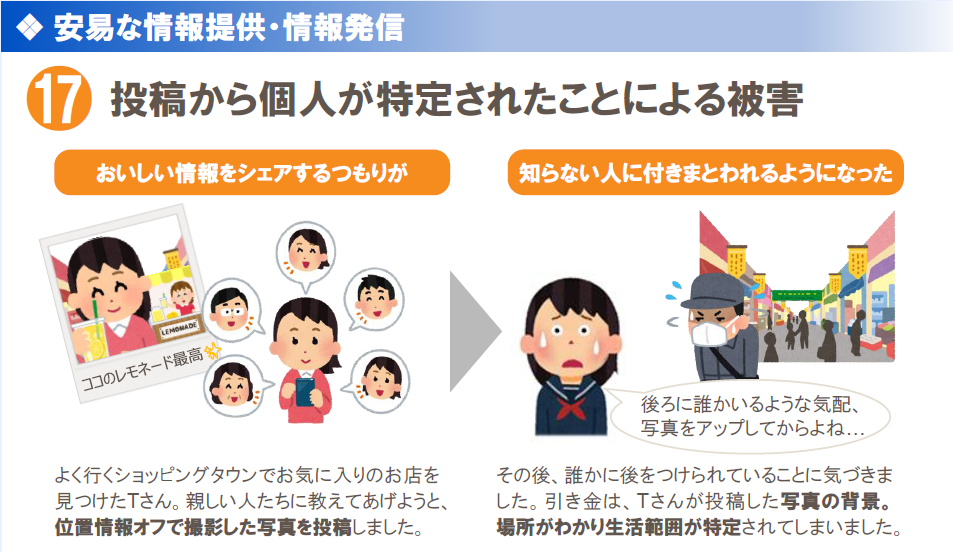 ❖ 安易な情報提供・情報発信
17 投稿から個人が特定されたことによる被害
おいしい情報をシェアするつもりが
LEMONADE
ココのレモネード最高
よく行くショッピングタウンでお気に入りのお店を
見つけたTさん。親しい人たちに教えてあげようと、
位置情報オフで撮影した写真を投稿しました。
知らない人に付きまとわれるようになった
後ろに誰かいるような気配、
写真をアップしてからよね…
その後、誰かに後をつけられていることに気づきま
した。引き金は、Tさんが投稿した写真の背景。
場所がわかり生活範囲が特定されてしまいました。